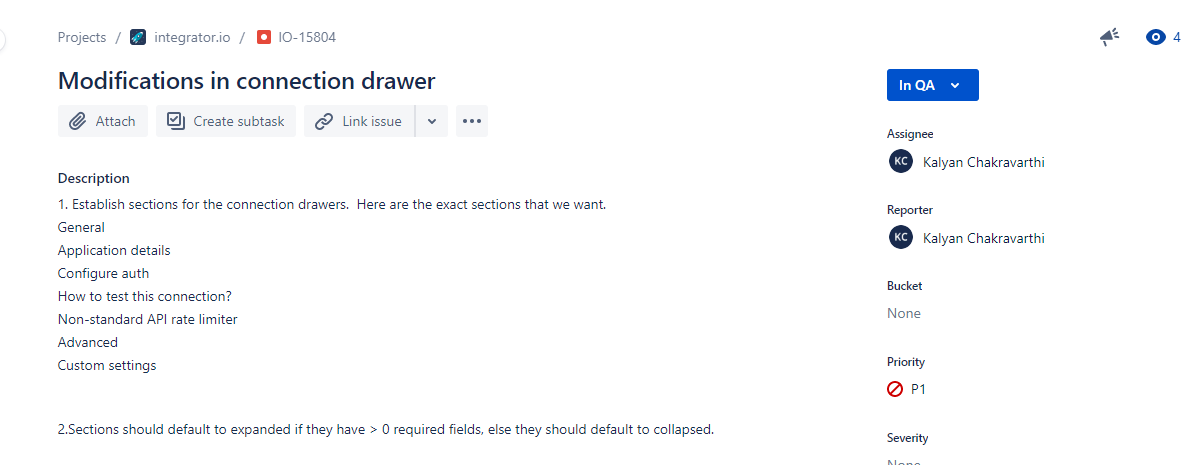 Projects / integrator.io / IO-15804
4
Modifications in connection drawer
In QA
Attach
Create subtask
Link issue
Assignee
KC Kalyan Chakravarthi
Description
1. Establish sections for the connection drawers.  Here are the exact sections that we want.
General
Application details
Configure auth
How to test this connection?
Non-standard API rate limiter
Advanced
Custom settings
2.Sections should default to expanded if they have > 0 required fields, else they should default to collapsed.
Reporter
KC Kalyan Chakravarthi
Bucket
None
Priority
P1
Severity
None